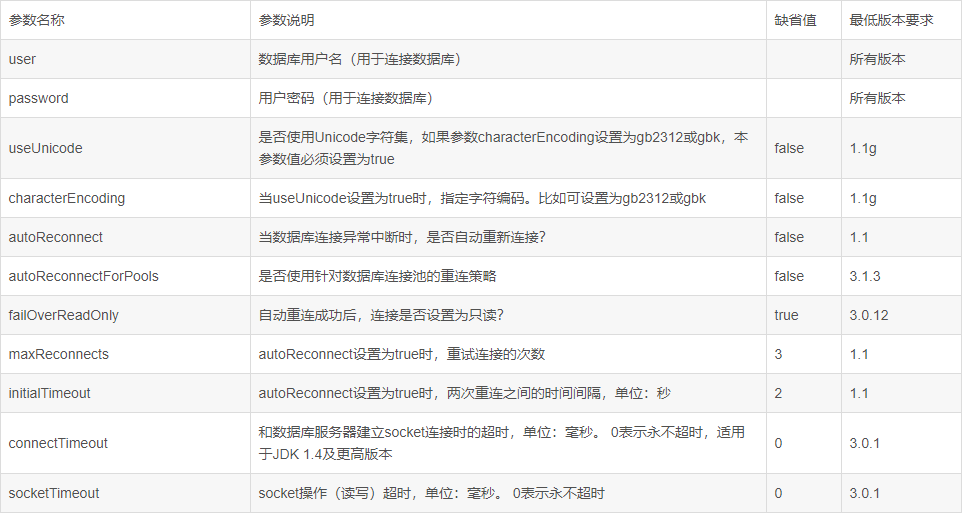 参数名称 参数说明 缺省值 最低版本要求
user 数据库用户名（用于连接数据库） 所有版本
password 用户密码（用于连接数据库） 所有版本
useUnicode 是否使用Unicode字符集，如果参数characterEncoding设置为gb2312或gbk，本
参数值必须设置为true false 1.1g
characterEncoding 当useUnicode设置为true时，指定字符编码。比如可设置为gb2312或gbk false 1.1g
autoReconnect 当数据库连接异常中断时，是否自动重新连接？ false 1.1
autoReconnectForPools 是否使用针对数据库连接池的重连策略 false 3.1.3
failOverReadOnly 自动重连成功后，连接是否设置为只读？ true 3.0.12
maxReconnects autoReconnect设置为true时，重试连接的次数 3 1.1
initialTimeout autoReconnect设置为true时，两次重连之间的时间间隔，单位：秒 2 1.1
connectTimeout 和数据库服务器建立socket连接时的超时，单位：毫秒。 0表示永不超时，适用
于JDK 1.4及更高版本 0 3.0.1
socketTimeout socket操作（读写）超时，单位：毫秒。 0表示永不超时 0 3.0.1